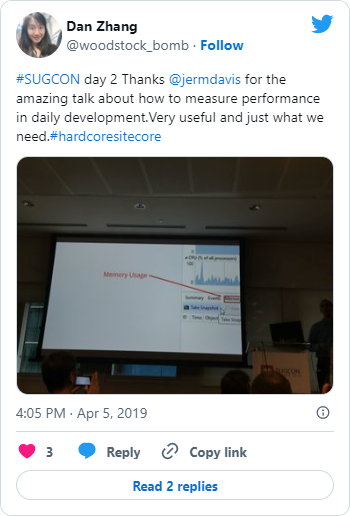 Dan Zhang
@woodstock_bomb · Follow
#SUGCON day 2 Thanks @jermdavis for the
amazing talk about how to measure performance
in daily development.Very useful and just what we
need.#hardcoresitecore
CPU (% of all processors)
100
0
Memory Usage
Summary Events
Take Snapshot
ID Time
SUGCON
4:05 PM · Apr 5, 2019
3 Reply Copy link
Read 2 replies